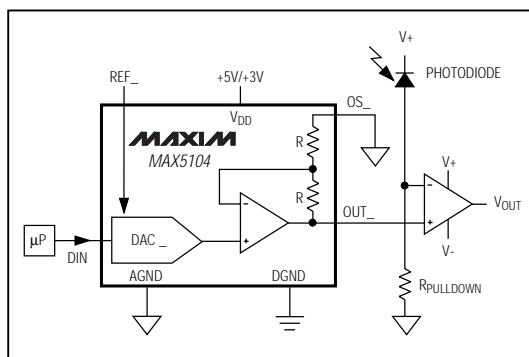 REF_
+5V/+3V
V+
PHOTODIODE
OS_
VDD
MAXIM
MAX5104
R
R
V+
-
-
+
+
VOUT
OUT_
V-
µP
DIN
DAC _
AGND
DGND
RPULLDOWN